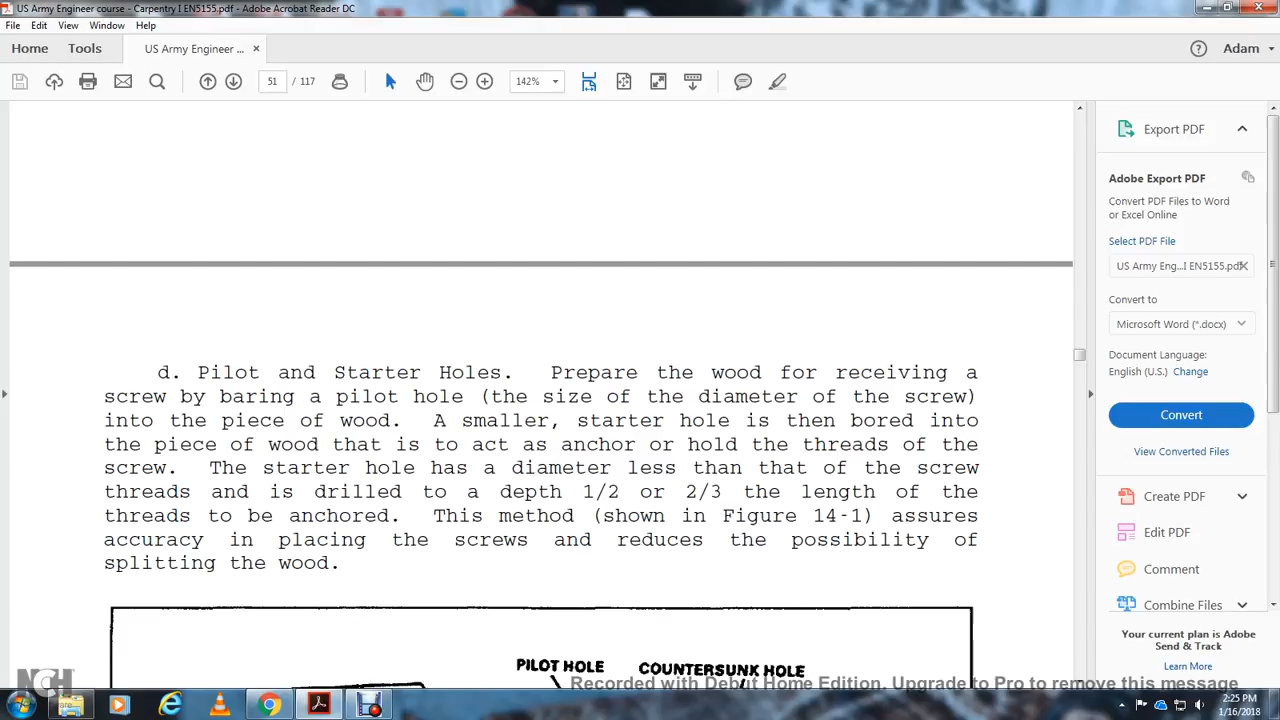 US Army Engineer course - Carpentry I EN5155.pdf - Adobe Acrobat Reader DC
File Edit View Window Help
Home Tools US Army Engineer ... × Adam
51 / 117 142%
Export PDF
Adobe Export PDF
Convert PDF Files to Word
or Excel Online
Select PDF File
US Army Eng...I EN5155.pdf
Convert to
Microsoft Word (*.docx)
Document Language:
English (U.S.) Change
Convert
View Converted Files
Create PDF
Edit PDF
Comment
Combine Files
Your current plan is Adobe
Send & Track
Learn More
d. Pilot and Starter Holes. Prepare the wood for receiving a
screw by baring a pilot hole (the size of the diameter of the screw)
into the piece of wood. A smaller, starter hole is then bored into
the piece of wood that is to act as anchor or hold the threads of the
screw. The starter hole has a diameter less than that of the screw
threads and is drilled to a depth 1/2 or 2/3 the length of the
threads to be anchored. This method (shown in Figure 14-1) assures
accuracy in placing the screws and reduces the possibility of
splitting the wood.
PILOT HOLE COUNTERSUNK HOLE
NCH
Recorded with Debut Home Edition. Upgrade to Pro to remove this message
2:25 PM
1/16/2018